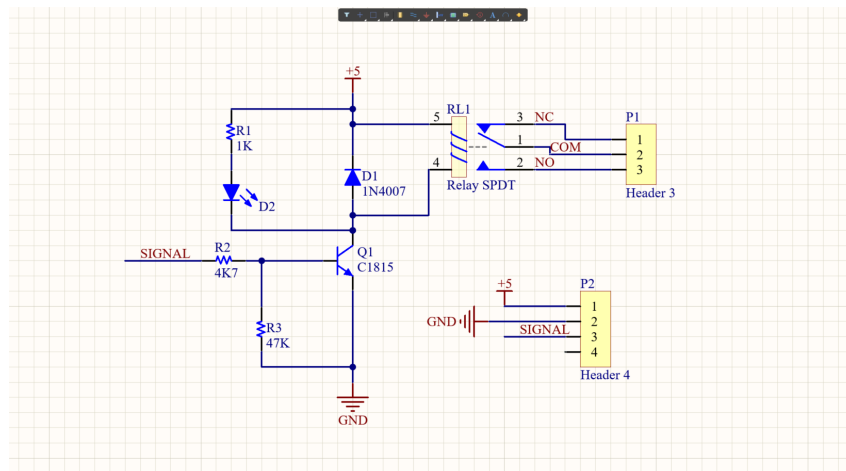 +5
RL1
5
3
NC
P1
R1
1K
1
COM
1
2
3
4
2
NO
D1
1N4007
Relay SPDT
Header 3
D2
SIGNAL
R2
4K7
Q1
C1815
+5
P2
1
GND
2
SIGNAL
3
4
R3
47K
Header 4
GND